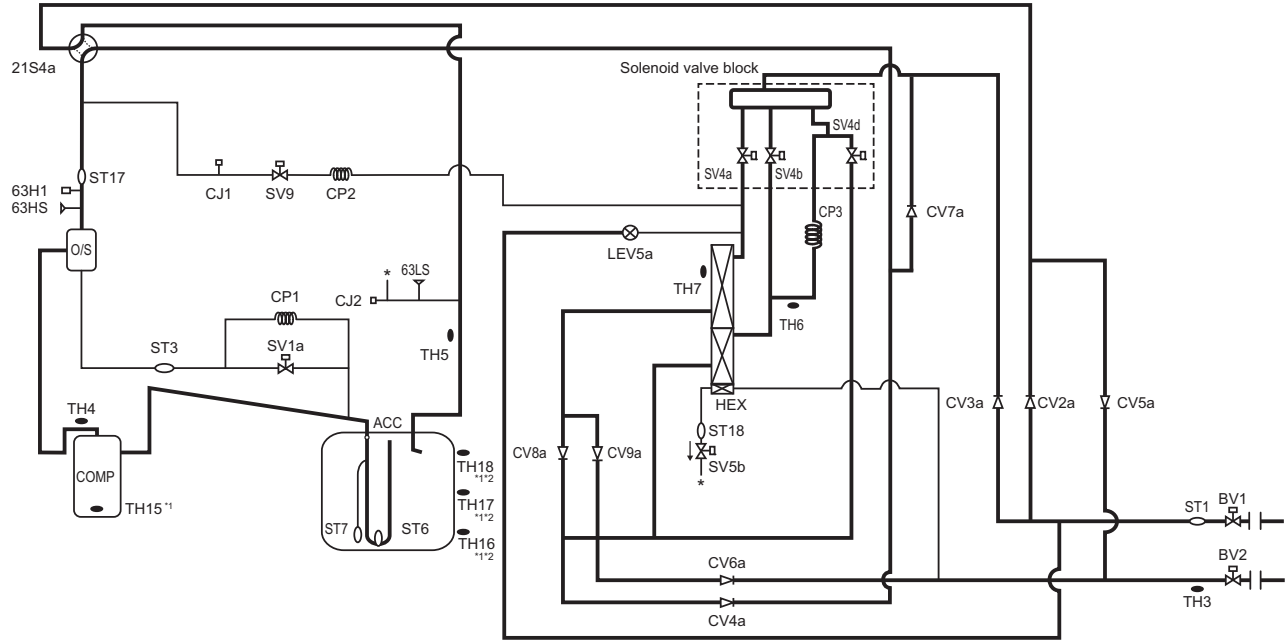 21S4a
Solenoid valve block
SV4d
ST17
SV4a
SV4b
63H1
CJ1
SV9
CP2
63HS
CP3
CV7a
O/S
LEV5a
*
63LS
TH7
CP1
CJ2
TH6
ST3
SV1a
TH5
HEX
TH4
ACC
ST18
CV3a
CV2a
CV5a
CV8a
CV9a
TH18
*1*2
SV5b
COMP
*
TH17
*1*2
ST1
BV1
TH15 *1
ST7
ST6
TH16
*1*2
CV6a
BV2
TH3
CV4a